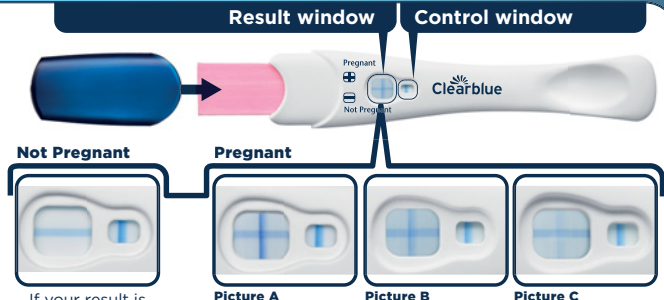 Result window
Control window
Pregnant
Not Pregnant
Clearblue
Not Pregnant
Pregnant
If your result is
Picture A
Picture B
Picture C